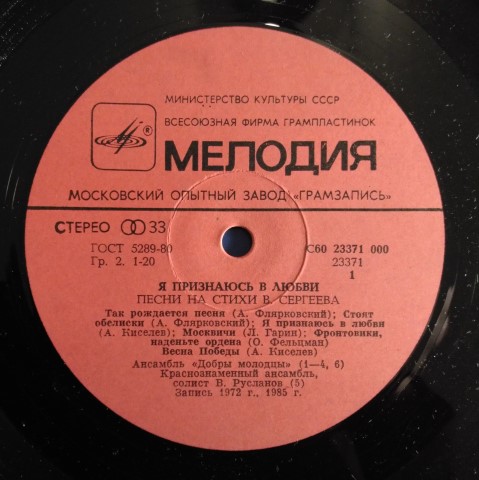 МИНИСТЕРСТВО КУЛЬТУРЫ СССР
ВСЕСОЮЗНАЯ ФИРМА ГРАМПЛАСТИНОК
®
МЕЛОДИЯ
МОСКОВСКИЙ ОПЫТНЫЙ ЗАВОД «ГРАМЗАПИСЬ»
СТЕРЕО 33
ГОСТ 5289-80 С60 23371 000
Гр. 2. 1-20 23371
1
Я ПРИЗНАЮСЬ В ЛЮБВИ
ПЕСНИ НА СТИХИ В. СЕРГЕЕВА
Так рождается песня (А. Флярковский); Стоят
обелиски (А. Флярковский); Я признаюсь в любви
(А. Киселев); Москвичи (Л. Гарин); Фронтовики,
наденьте ордена (О. Фельцман)
Весна Победы (А. Киселев)
Ансамбль «Добры молодцы» (1—4, 6)
Краснознаменный ансамбль,
солист В. Русланов (5)
Запись 1972 г., 1985 г.